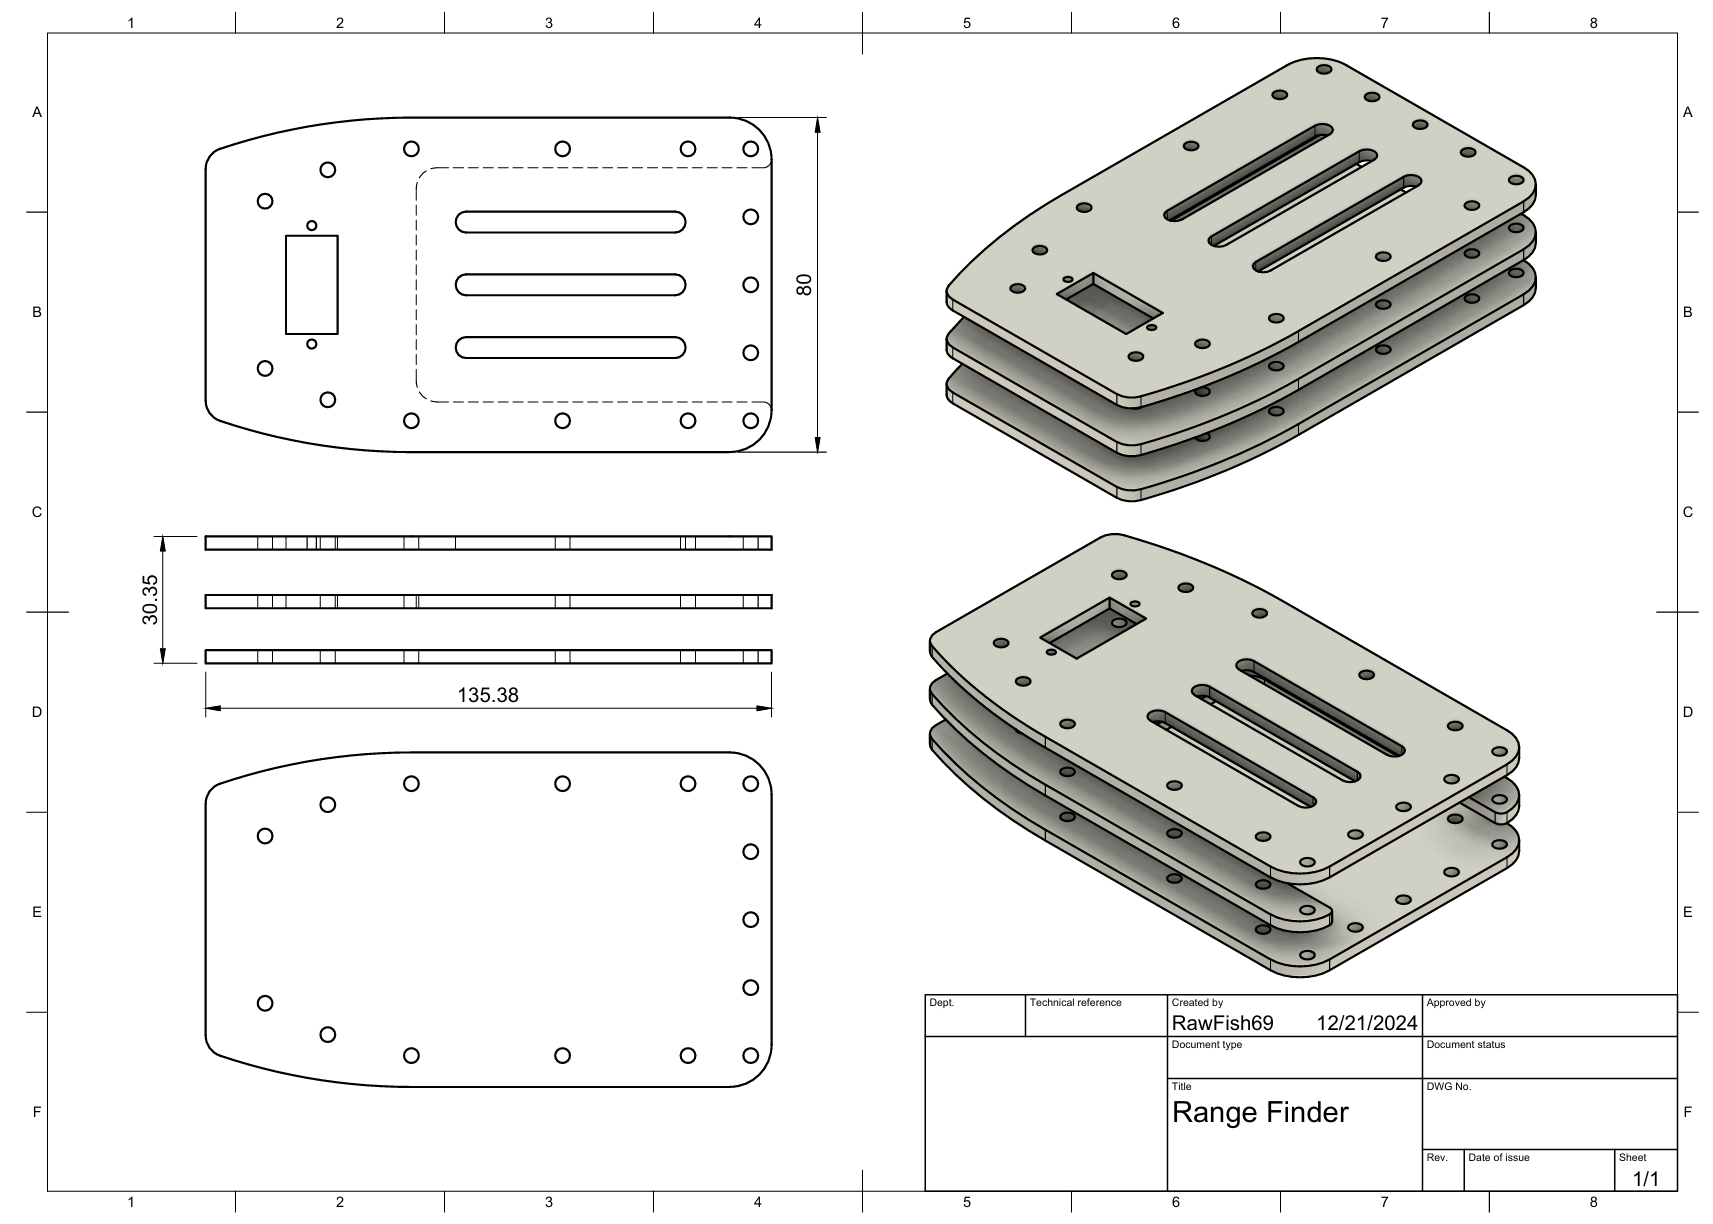 1 2 3 4 5 6 7 8
A A
80
B B
C C
30.35
135.38
D D
E E
Dept. Technical reference Created by Approved by
RawFish69 12/21/2024
Document type Document status
Title DWG No.
Range Finder
F F
Rev. Date of issue Sheet
1/1
1 2 3 4 5 6 7 8